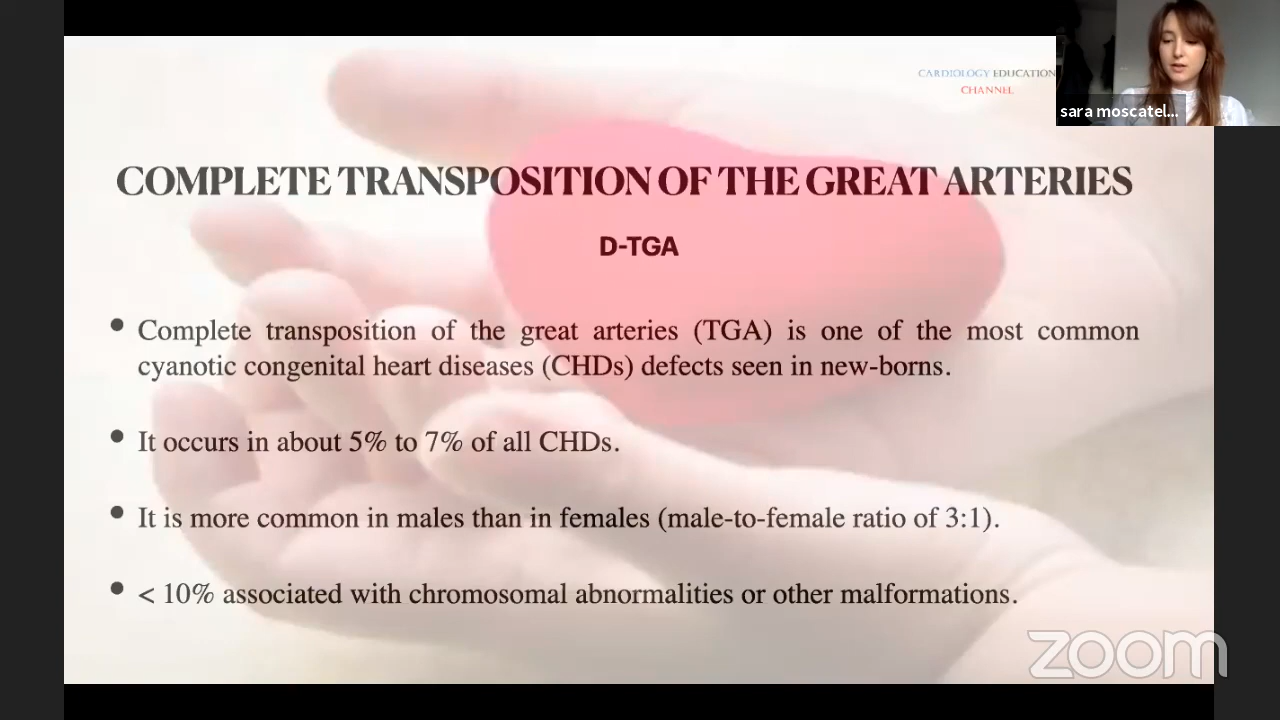 CARDIOLOGY EDUCATION
CHANNEL
sara moscatel...
COMPLETE TRANSPOSITION OF THE GREAT ARTERIES
D-TGA
• Complete transposition of the great arteries (TGA) is one of the most common
cyanotic congenital heart diseases (CHDs) defects seen in new-borns.
• It occurs in about 5% to 7% of all CHDs.
• It is more common in males than in females (male-to-female ratio of 3:1).
• < 10% associated with chromosomal abnormalities or other malformations.
zoom